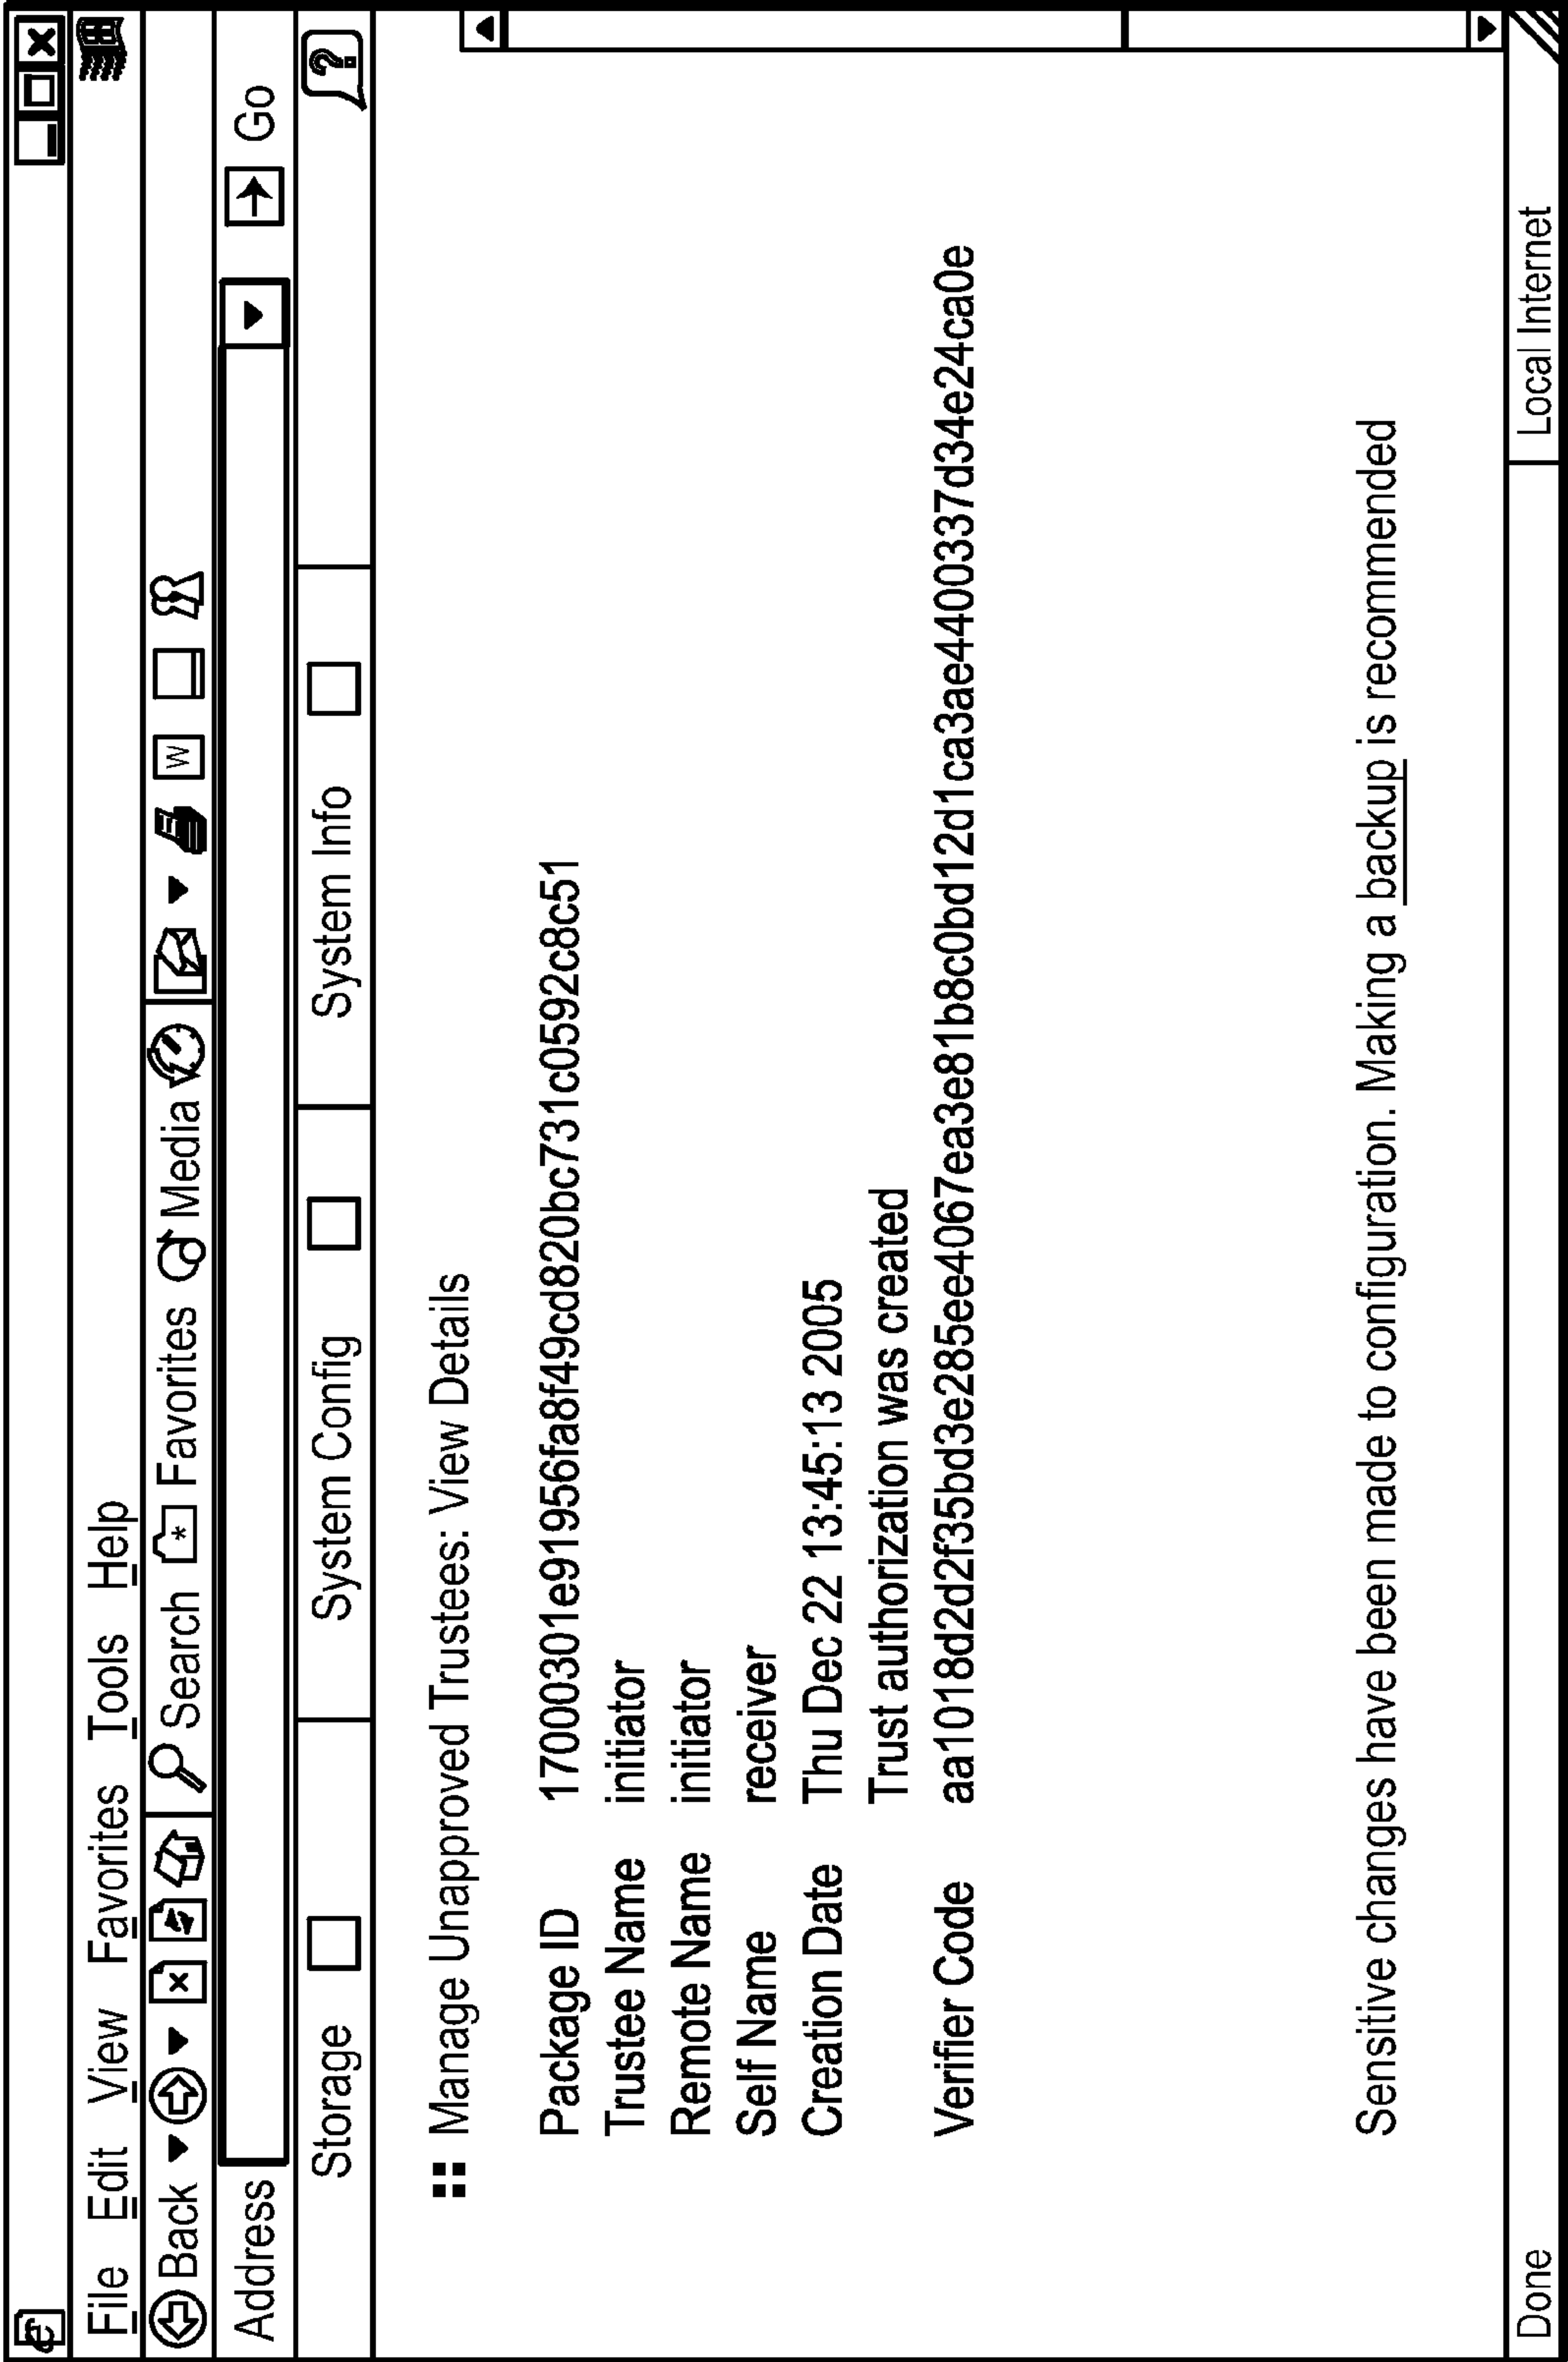 File Edit View Favorites Tools Help
Back Search Favorites Media W
Address Go
Storage System Config System Info ?
Manage Unapproved Trustees: View Details
Package ID 1700301e91956fa8f49cd820bc731c0592c8c51
Trustee Name initiator
Remote Name initiator
Self Name receiver
Creation Date Thu Dec 22 13:45:13 2005
Trust authorization was created
Verifier Code aa1018d2d2f35bd3e285ee4067ea3e81b8c0bd12d1ca3ae4400337d34e24ca0e
Sensitive changes have been made to configuration. Making a backup is recommended
Done Local Internet